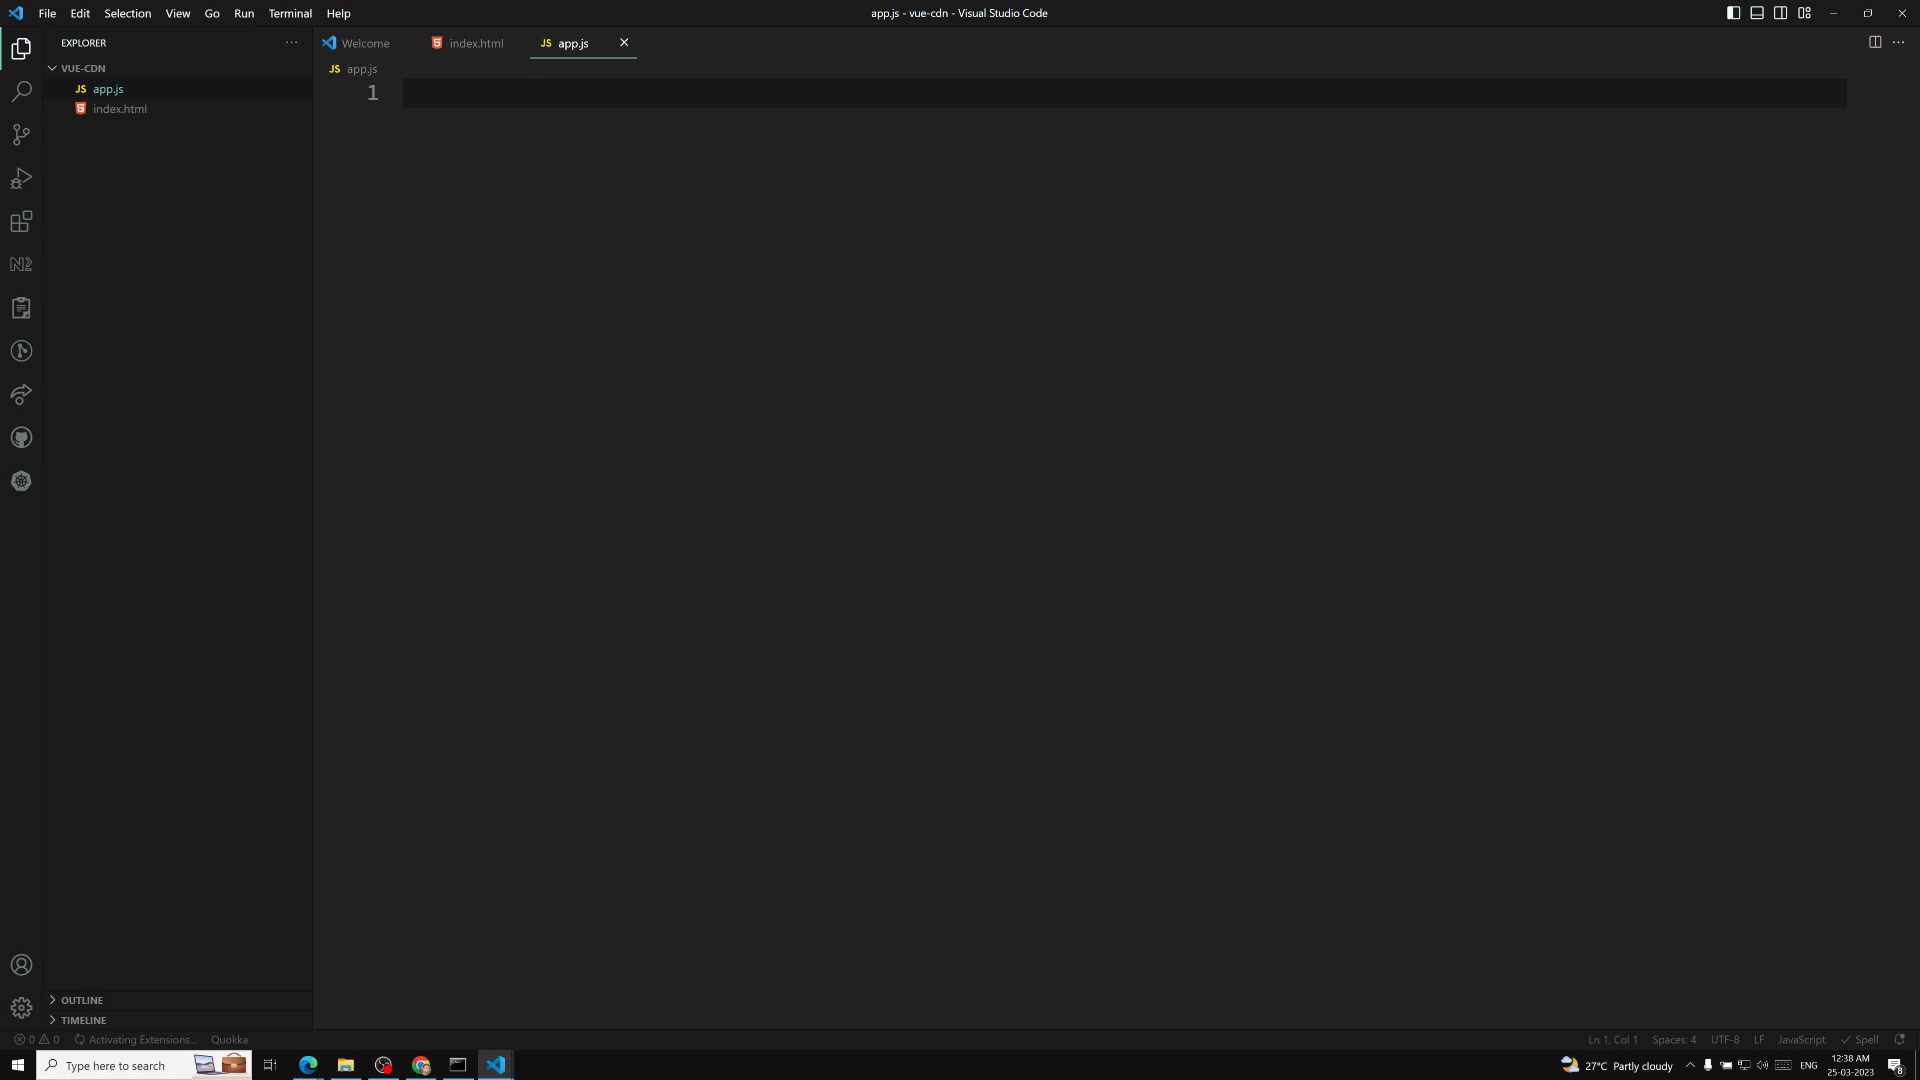 File Edit Selection View Go Run Terminal Help
app.js - vue-cdn - Visual Studio Code
EXPLORER
Welcome
index.html
JS app.js
VUE-CDN
JS app.js
JS app.js
index.html
1
OUTLINE
TIMELINE
0 0 Activating Extensions... Quokka
Ln 1, Col 1 Spaces: 4 UTF-8 LF JavaScript Spell
Type here to search
27°C Partly cloudy
ENG
12:38 AM
25-03-2023
8